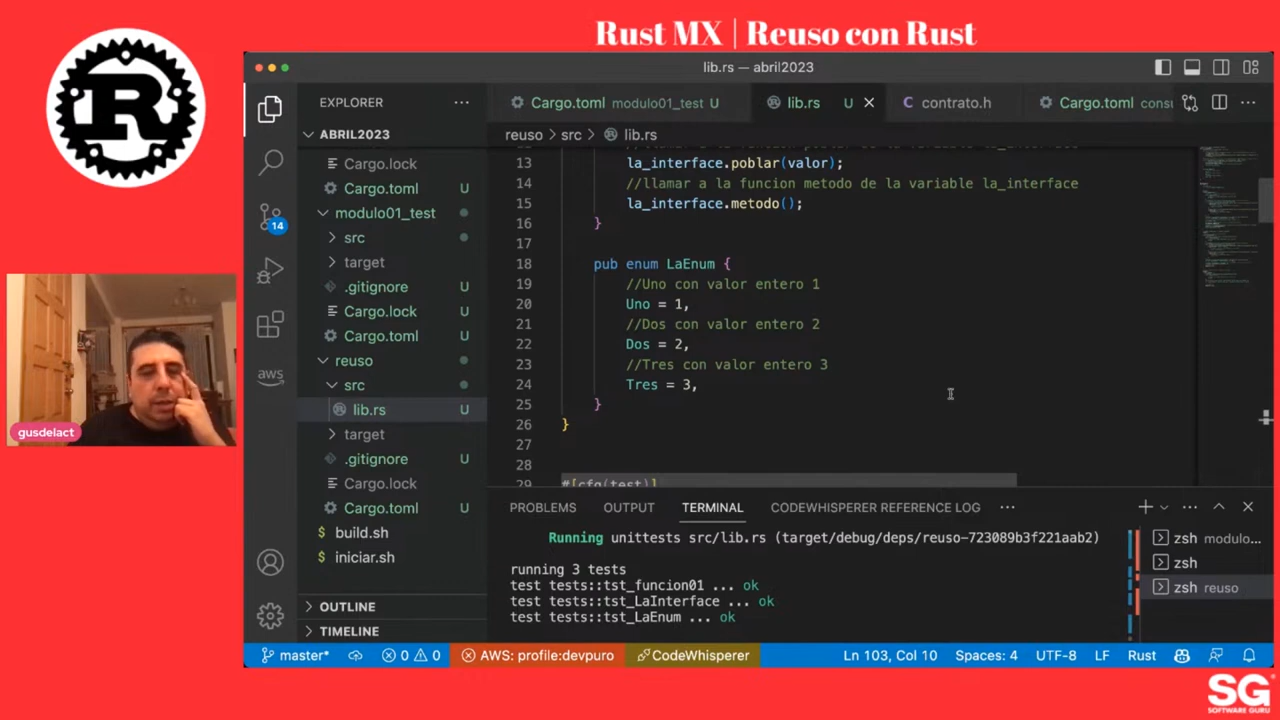 Rust MX | Reuso con Rust
R
gusdelact
SG
SOFTWARE GURU
lib.rs — abril2023
EXPLORER
ABRIL2023
Cargo.lock
Cargo.toml U
modulo01_test
src
target
.gitignore U
Cargo.lock U
Cargo.toml U
reuso
src
lib.rs U
target
.gitignore U
Cargo.lock
Cargo.toml U
build.sh
iniciar.sh
OUTLINE
TIMELINE
14
aws
Cargo.toml modulo01_test U
lib.rs U
contrato.h
Cargo.toml
reuso > src > lib.rs
13 la_interface.poblar(valor);
14 //llamar a la funcion metodo de la variable la_interface
15 la_interface.metodo();
16 }
17
18 pub enum LaEnum {
19 //Uno con valor entero 1
20 Uno = 1,
21 //Dos con valor entero 2
22 Dos = 2,
23 //Tres con valor entero 3
24 Tres = 3,
25 }
26 }
27
28
29 #[cfg(test)]
PROBLEMS OUTPUT TERMINAL CODEWHISPERER REFERENCE LOG
Running unittests src/lib.rs (target/debug/deps/reuso-723089b3f221aab2)
running 3 tests
test tests::tst_funcion01 ... ok
test tests::tst_LaInterface ... ok
test tests::tst_LaEnum ... ok
zsh modulo...
zsh
zsh reuso
master* 0 0 AWS: profile:devpuro CodeWhisperer Ln 103, Col 10 Spaces: 4 UTF-8 LF Rust